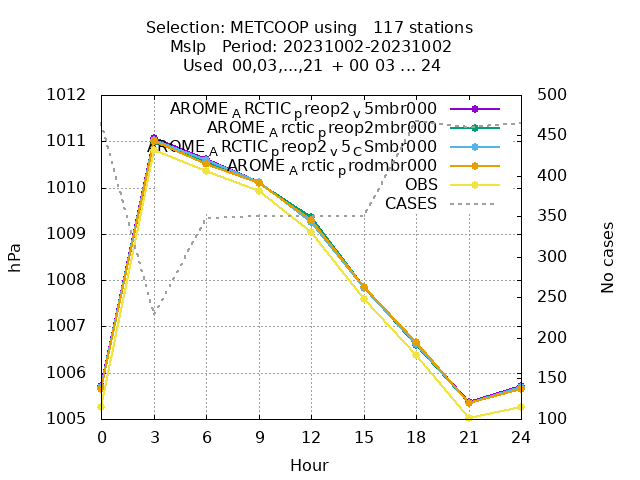 Selection: METCOOP using   117 stations
Mslp   Period: 20231002-20231002
Used  00,03,...,21  + 00 03 ... 24
1012
1011
1010
1009
1008
1007
1006
1005
hPa
AROME_ARCTIC_preop2_v5mbr000
AROME_Arctic_preop2mbr000
AROME_ARCTIC_preop2_v5_CSmbr000
AROME_Arctic_prodmbr000
OBS
CASES
500
450
400
350
300
250
200
150
100
No cases
0 3 6 9 12 15 18 21 24
Hour